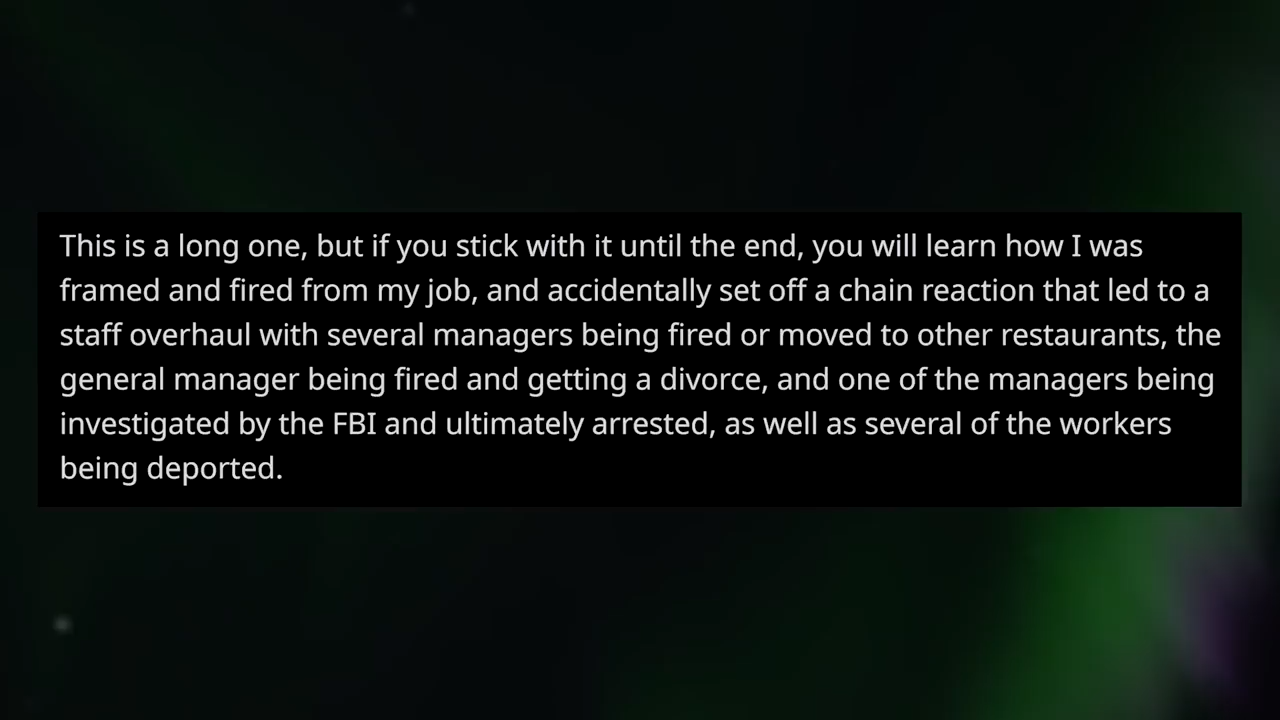 This is a long one, but if you stick with it until the end, you will learn how I was
framed and fired from my job, and accidentally set off a chain reaction that led to a
staff overhaul with several managers being fired or moved to other restaurants, the
general manager being fired and getting a divorce, and one of the managers being
investigated by the FBI and ultimately arrested, as well as several of the workers
being deported.